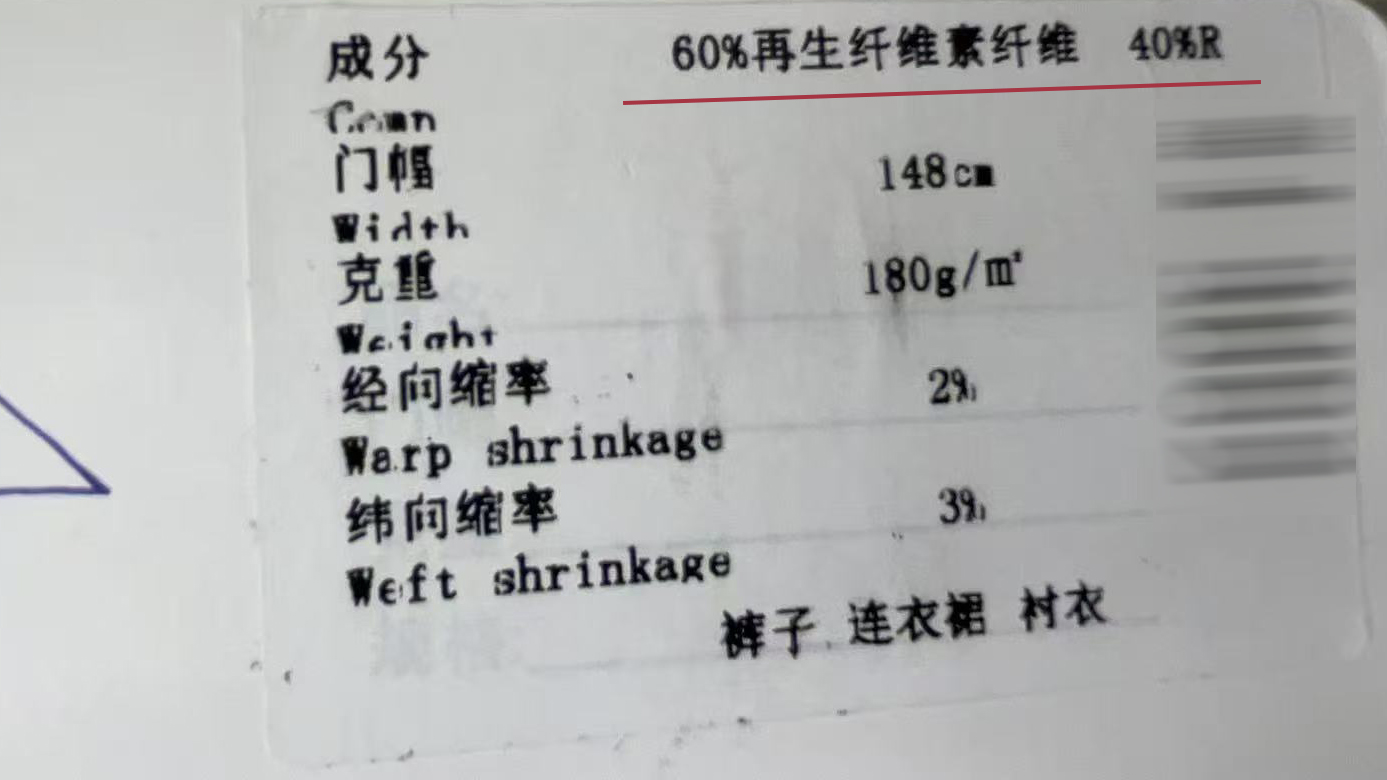 成分 60%再生纤维素纤维 40%R
Comn
门幅 148cm
Width
克重 180g/m²
Weight
经向缩率 2%
Warp shrinkage
纬向缩率 3%
Weft shrinkage
裤子 连衣裙 衬衣